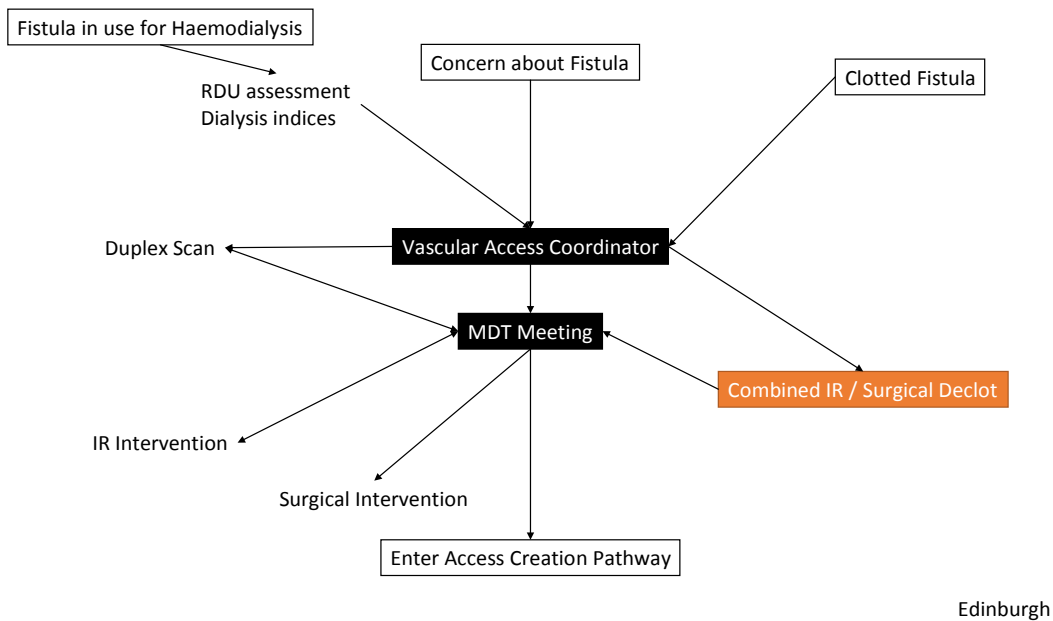 Fistula in use for Haemodialysis
Concern about Fistula
Clotted Fistula
RDU assessment
Dialysis indices
Duplex Scan
Vascular Access Coordinator
MDT Meeting
Combined IR / Surgical Declot
IR Intervention
Surgical Intervention
Enter Access Creation Pathway
Edinburgh